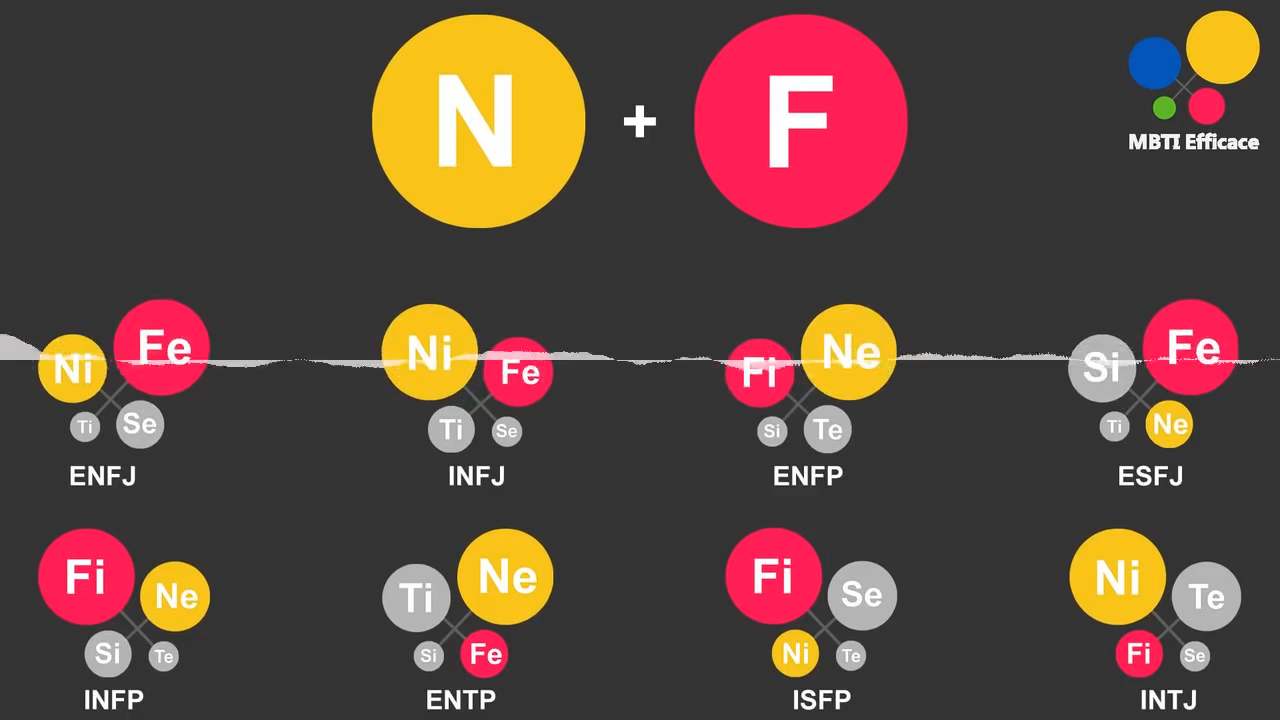 N + F
MBTI Efficace
Ni Fe
Ti Se
ENFJ
Ni Fe
Ti Se
INFJ
Fi Ne
Si Te
ENFP
Si Fe
Ti Ne
ESFJ
Fi Ne
Si Te
INFP
Ti Ne
Si Fe
ENTP
Fi Se
Ni Te
ISFP
Ni Te
Fi Se
INTJ